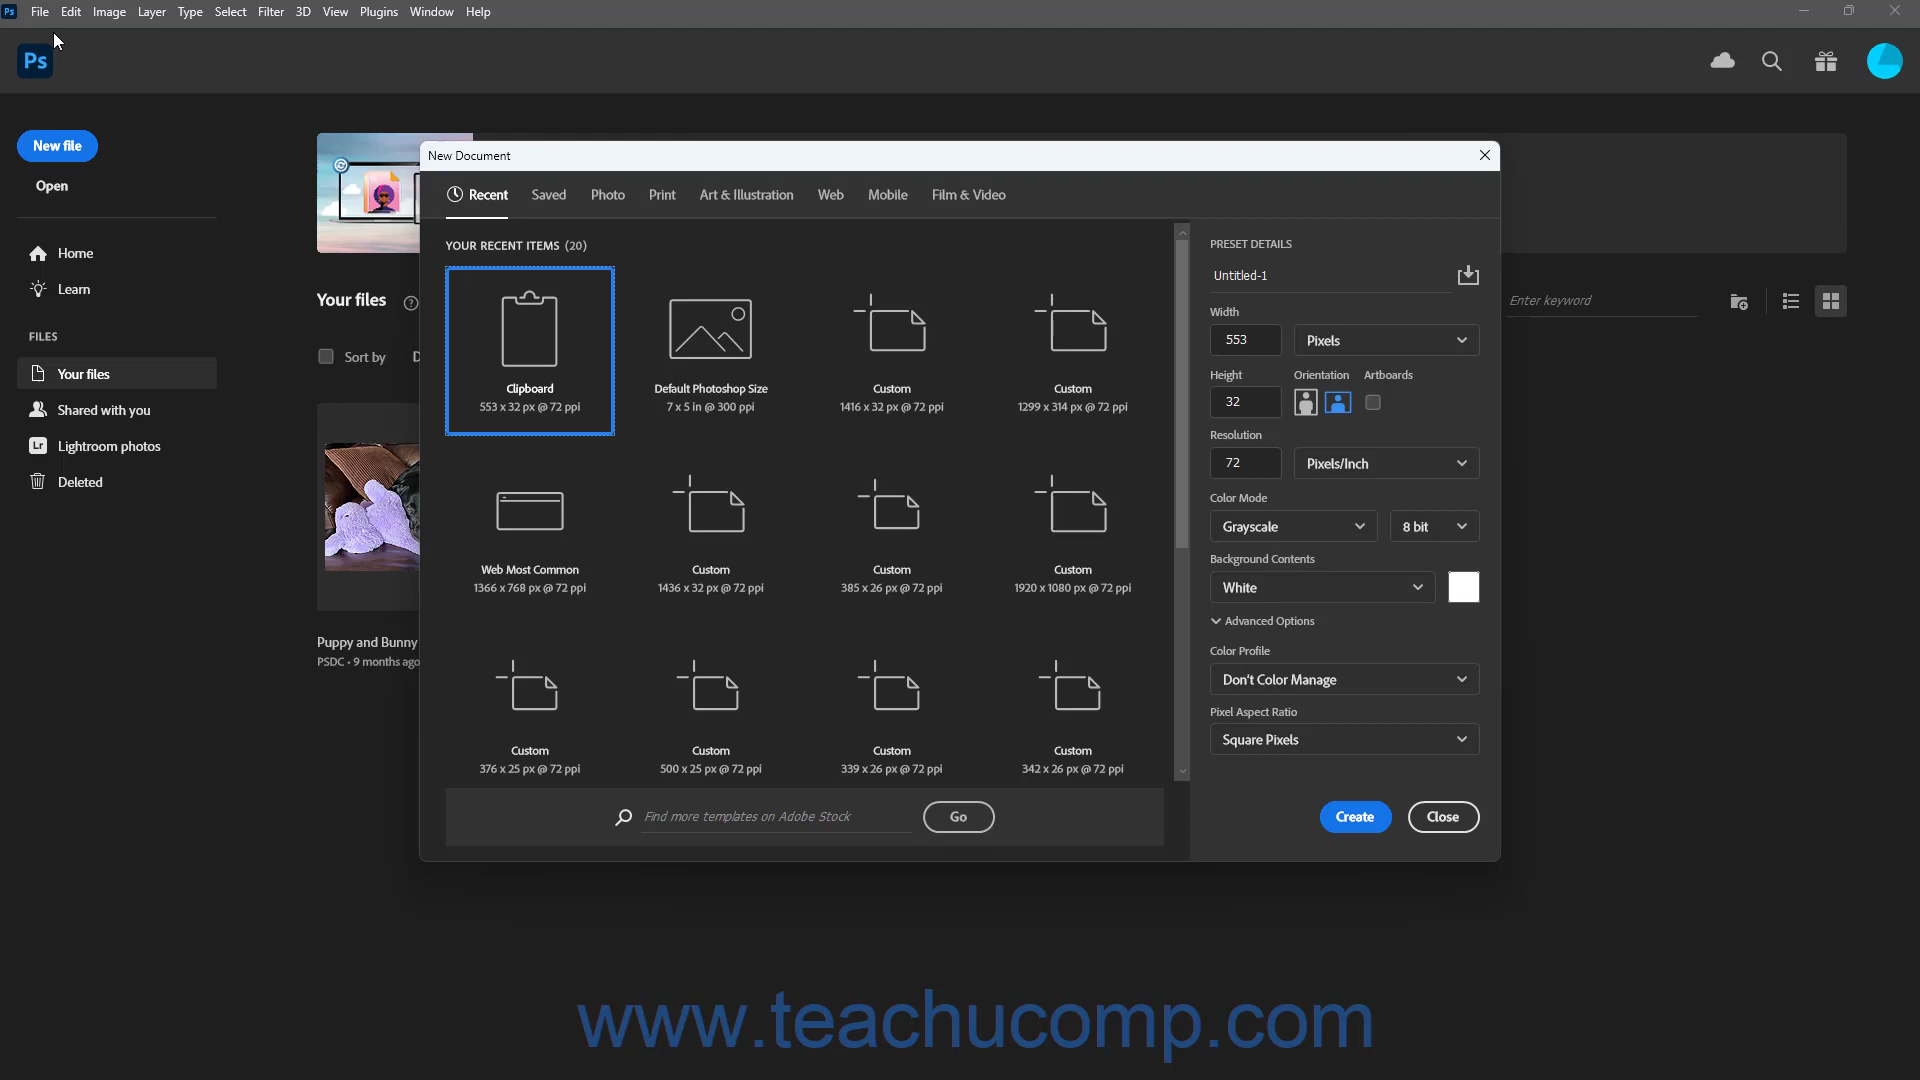 Ps File Edit Image Layer Type Select Filter 3D View Plugins Window Help
Ps
New file
Open
Home
Learn
FILES
Your files
Shared with you
Lr Lightroom photos
Deleted
Your files
Sort by D
Puppy and Bunny
PSDC • 9 months ago
Enter keyword
New Document
Recent Saved Photo Print Art & Illustration Web Mobile Film & Video
YOUR RECENT ITEMS (20)
Clipboard
553 x 32 px @ 72 ppi
Default Photoshop Size
7 x 5 in @ 300 ppi
Custom
1416 x 32 px @ 72 ppi
Custom
1299 x 314 px @ 72 ppi
Web Most Common
1366 x 768 px @ 72 ppi
Custom
1436 x 32 px @ 72 ppi
Custom
385 x 26 px @ 72 ppi
Custom
1920 x 1080 px @ 72 ppi
Custom
376 x 25 px @ 72 ppi
Custom
500 x 25 px @ 72 ppi
Custom
339 x 26 px @ 72 ppi
Custom
342 x 26 px @ 72 ppi
Find more templates on Adobe Stock Go
PRESET DETAILS
Untitled-1
Width
553 Pixels
Height Orientation Artboards
32
Resolution
72 Pixels/Inch
Color Mode
Grayscale 8 bit
Background Contents
White
Advanced Options
Color Profile
Don't Color Manage
Pixel Aspect Ratio
Square Pixels
Create Close
www.teachucomp.com